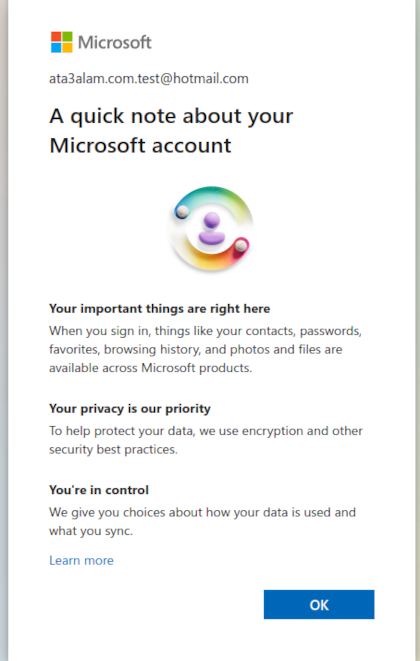 Microsoft
ata3alam.com.test@hotmail.com
A quick note about your
Microsoft account
Your important things are right here
When you sign in, things like your contacts, passwords,
favorites, browsing history, and photos and files are
available across Microsoft products.
Your privacy is our priority
To help protect your data, we use encryption and other
security best practices.
You're in control
We give you choices about how your data is used and
what you sync.
Learn more
OK